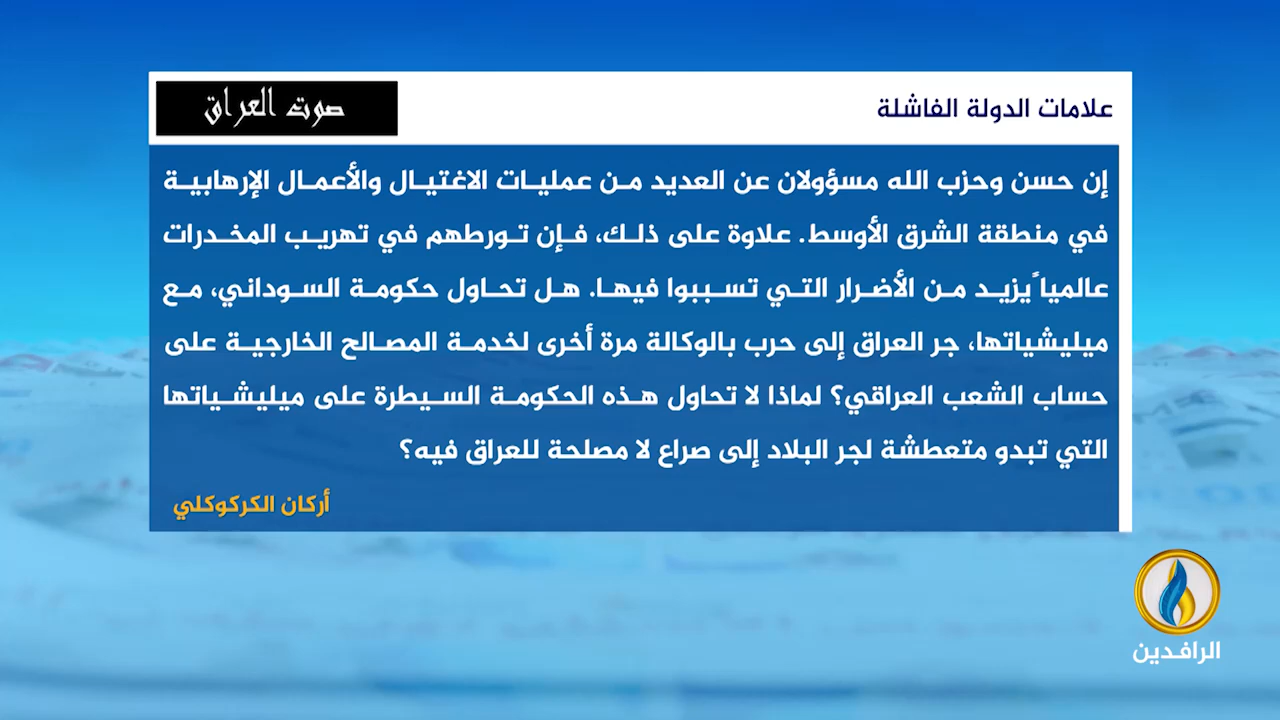 علامات الدولة الفاشلة
صوت العراق
إن حسن وحزب الله مسؤولان عن العديد من عمليات الاغتيال والأعمال الإرهابية
في منطقة الشرق الأوسط. علاوة على ذلك، فإن تورطهم في تهريب المخدرات
عالمياً يزيد من الأضرار التي تسببوا فيها. هل تحاول حكومة السوداني، مع
ميليشياتها، جر العراق إلى حرب بالوكالة مرة أخرى لخدمة المصالح الخارجية على
حساب الشعب العراقي؟ لماذا لا تحاول هذه الحكومة السيطرة على ميليشياتها
التي تبدو متعطشة لجر البلاد إلى صراع لا مصلحة للعراق فيه؟
أركان الكركوكلي
الرافدين